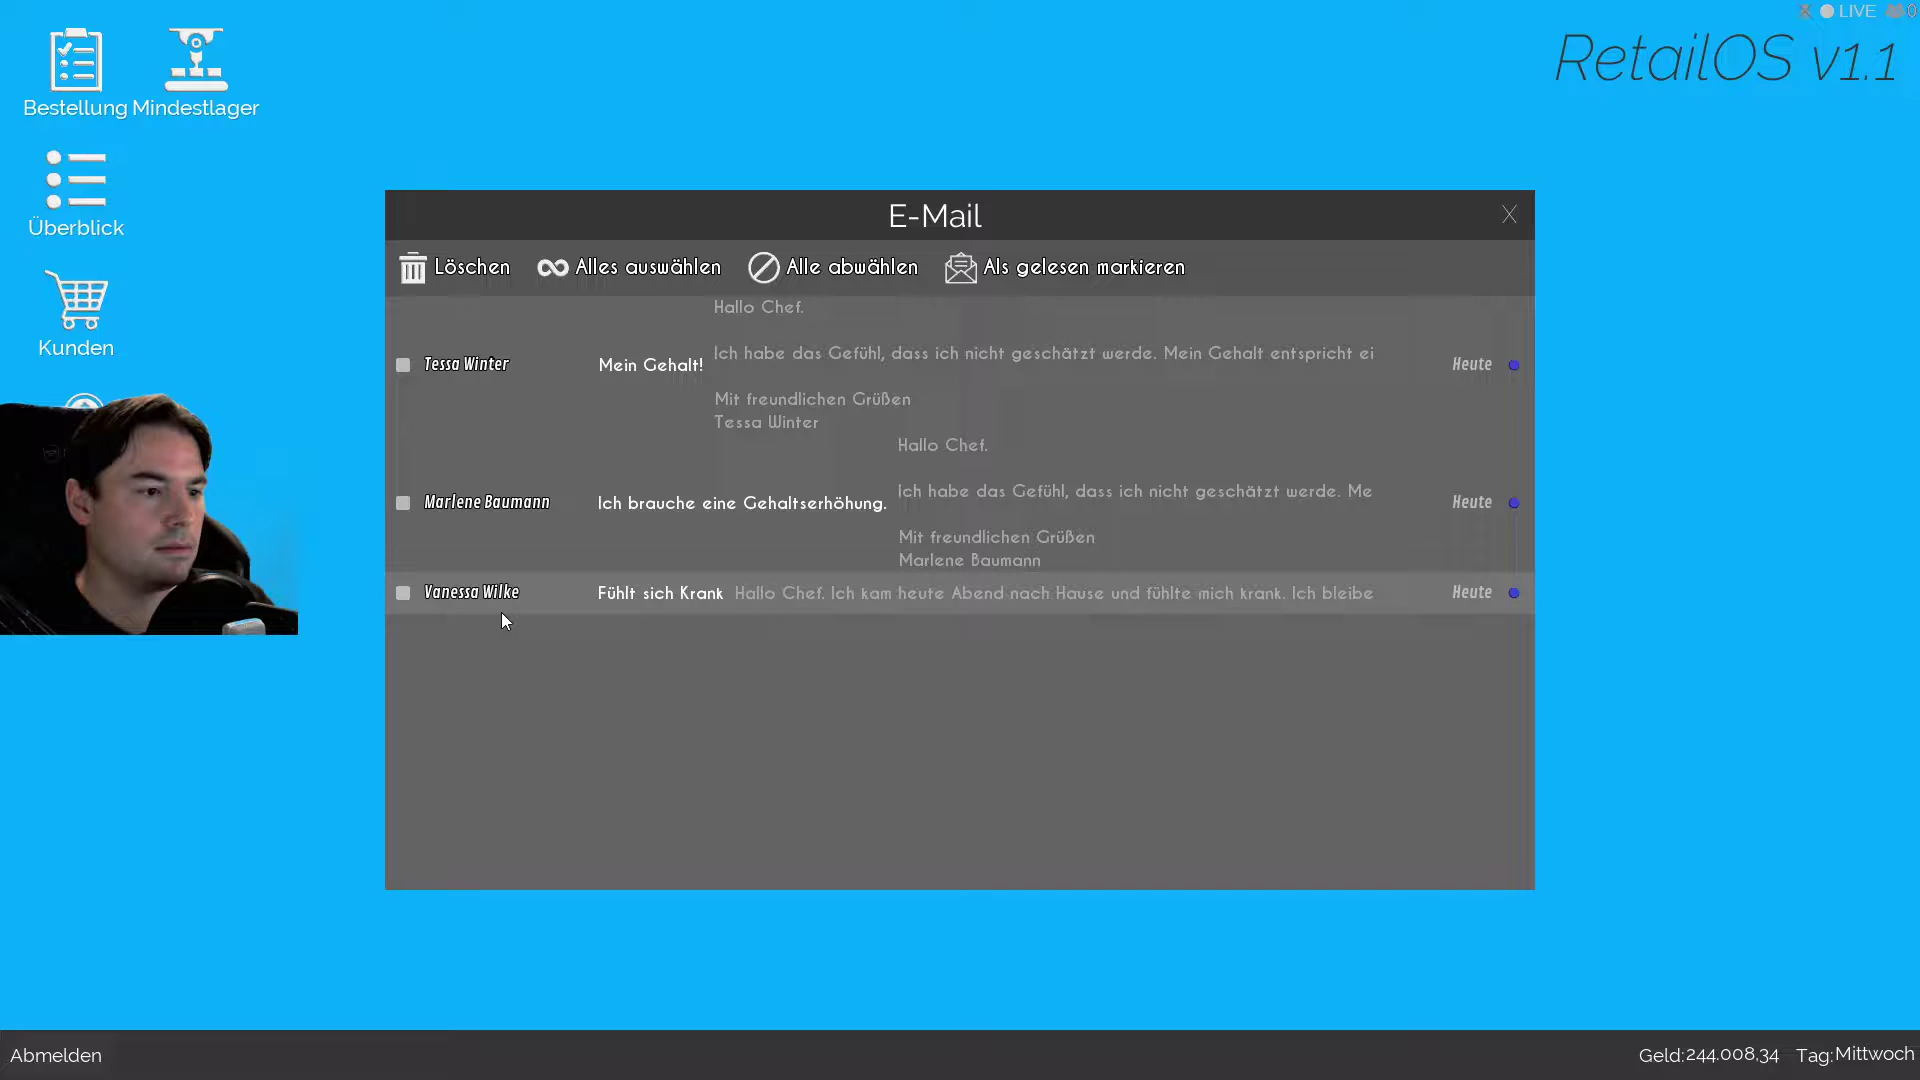 LIVE 0
RetailOS v1.1
Bestellung
Mindestlager
Überblick
Kunden
E-Mail
X
Löschen
Alles auswählen
Alle abwählen
Als gelesen markieren
Hallo Chef.
Tessa Winter
Mein Gehalt!
Ich habe das Gefühl, dass ich nicht geschätzt werde. Mein Gehalt entspricht ei
Heute
Mit freundlichen Grüßen
Tessa Winter
Hallo Chef.
Marlene Baumann
Ich brauche eine Gehaltserhöhung.
Ich habe das Gefühl, dass ich nicht geschätzt werde. Me
Heute
Mit freundlichen Grüßen
Marlene Baumann
Vanessa Wilke
Fühlt sich Krank
Hallo Chef. Ich kam heute Abend nach Hause und fühlte mich krank. Ich bleibe
Heute
Abmelden
Geld:244.008,34
Tag:Mittwoch